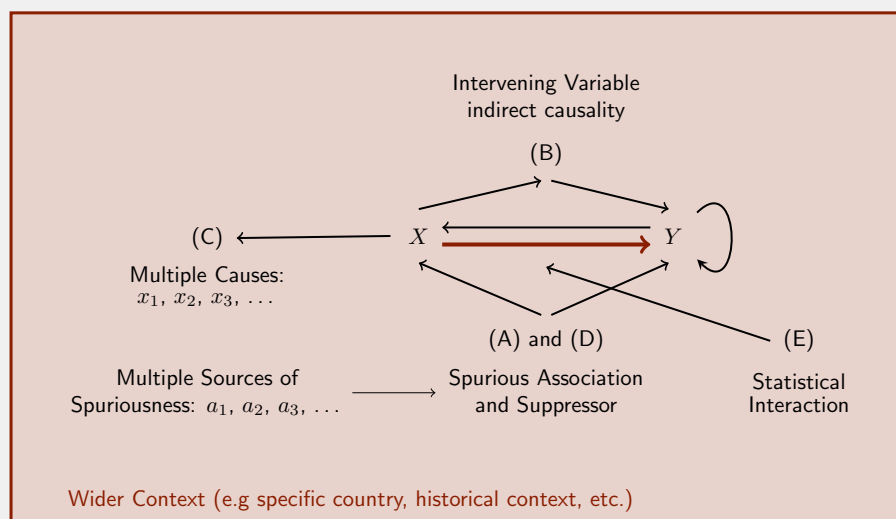 Intervening Variable
indirect causality
(B)
(C)
X
Y
Multiple Causes:
x₁, x₂, x₃, …
(A) and (D)
(E)
Multiple Sources of
Spuriousness: a₁, a₂, a₃, …
Spurious Association
and Suppressor
Statistical
Interaction
Wider Context (e.g specific country, historical context, etc.)